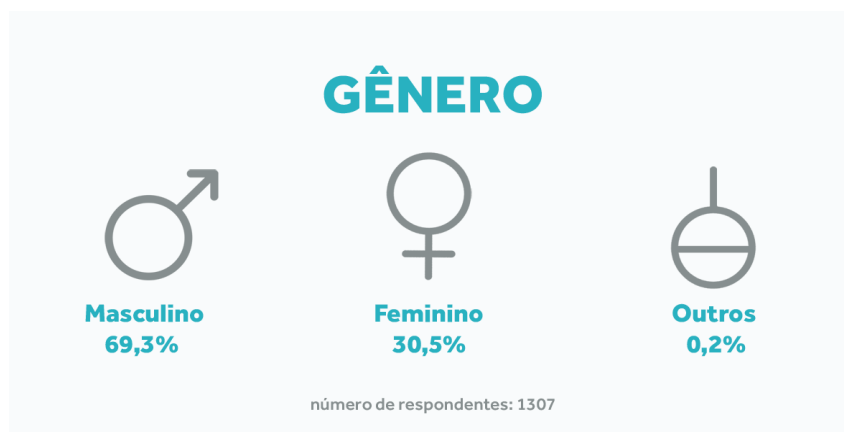 GÊNERO
Masculino
69,3%
Feminino
30,5%
Outros
0,2%
número de respondentes: 1307